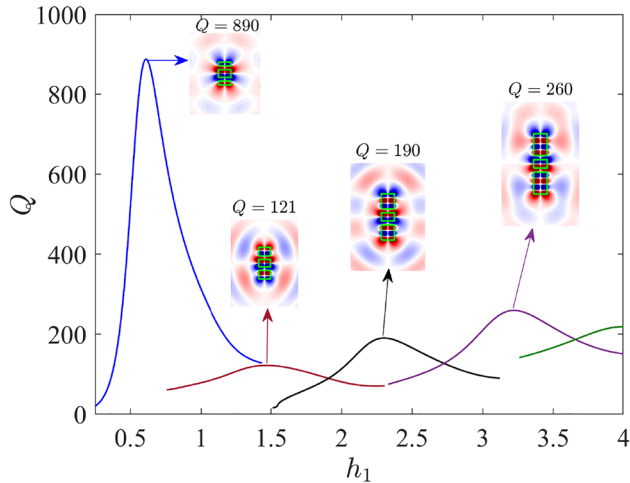 Q = 890
Q = 260
Q = 190
Q = 121
Q
1000
800
600
400
200
0
0.5 1 1.5 2 2.5 3 3.5 4
h₁